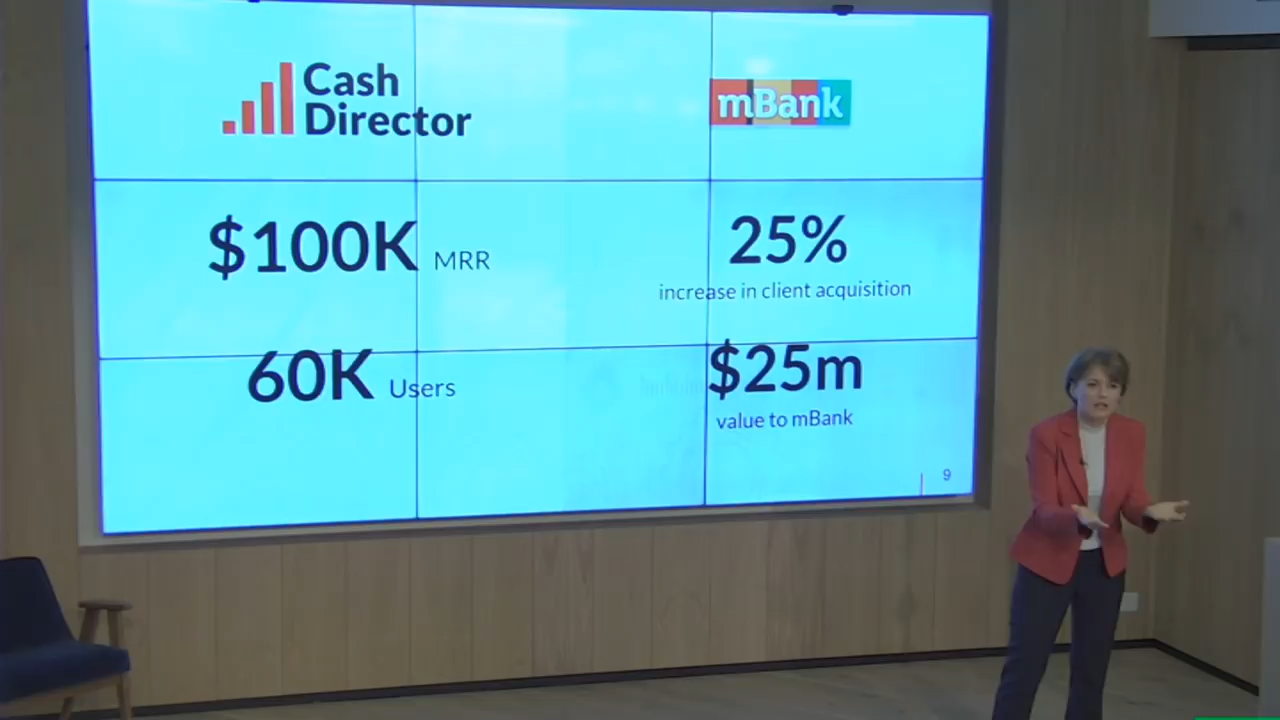 Cash
Director
mBank
$100K MRR
25%
increase in client acquisition
60K Users
$25m
value to mBank
9